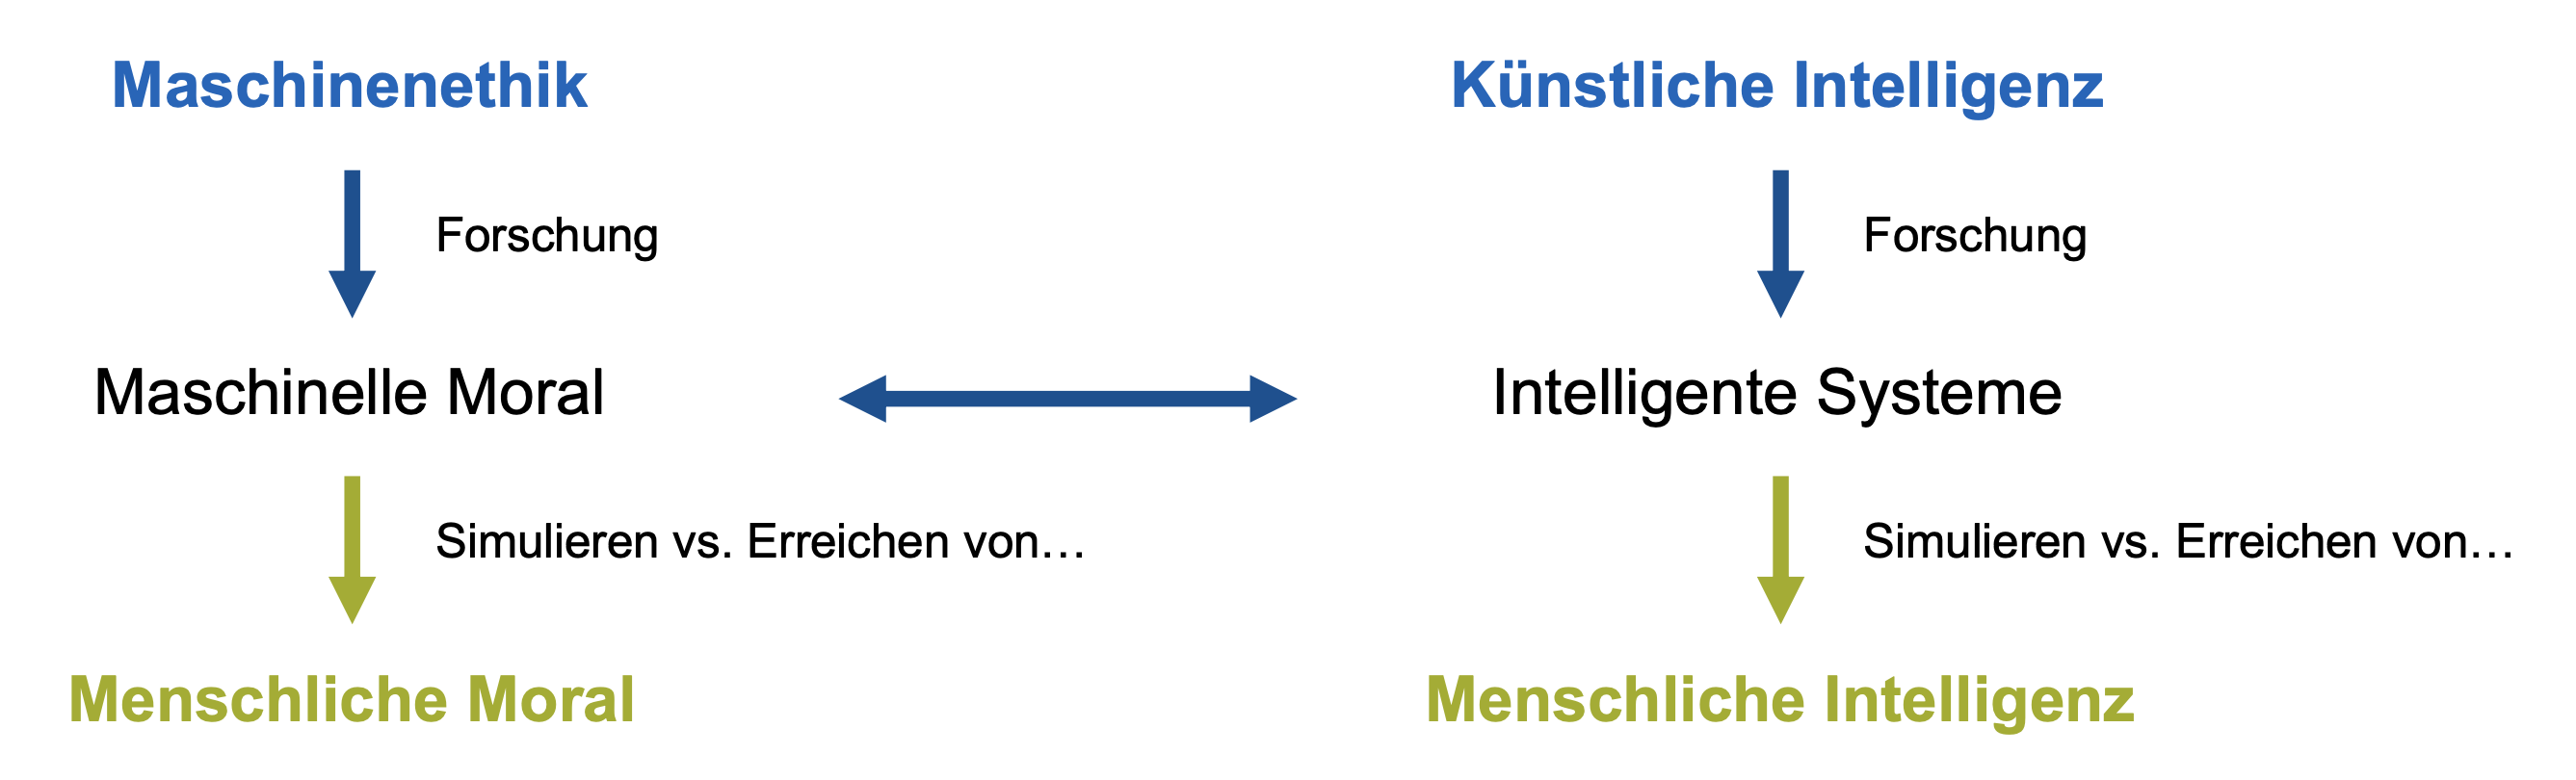 Maschinenethik
Künstliche Intelligenz
Forschung
Forschung
Maschinelle Moral
Intelligente Systeme
Simulieren vs. Erreichen von…
Simulieren vs. Erreichen von…
Menschliche Moral
Menschliche Intelligenz